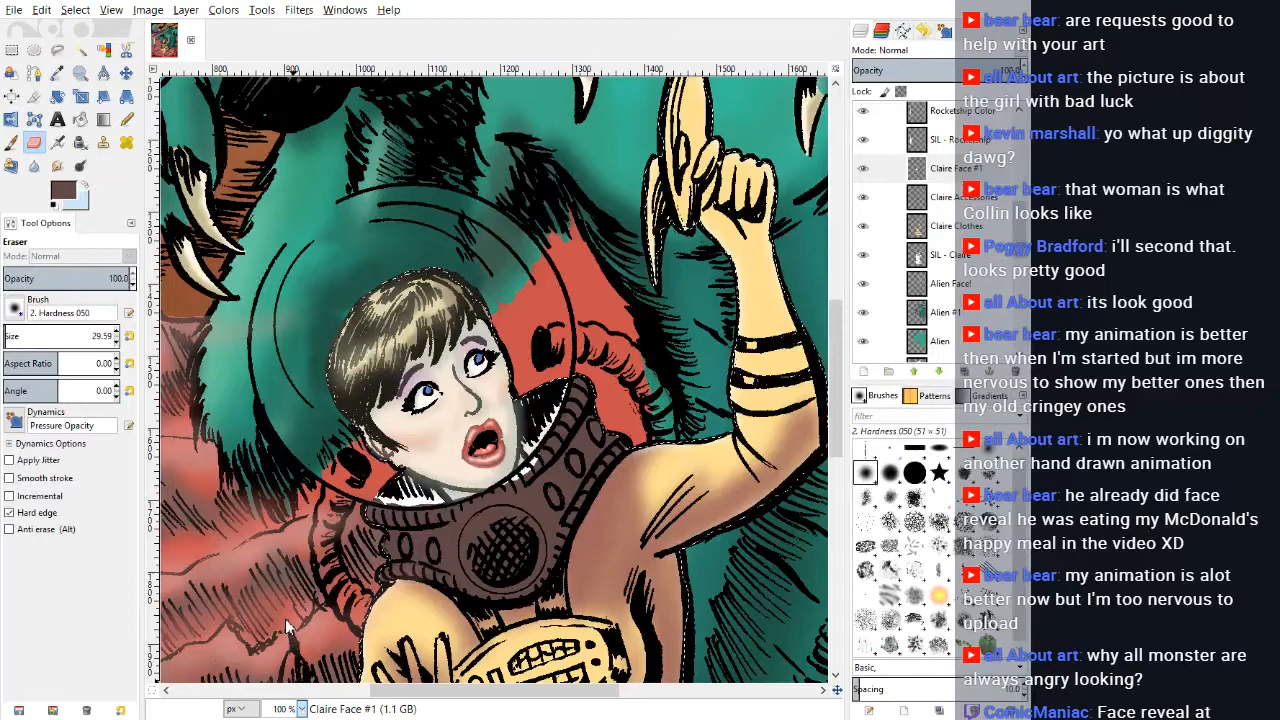 File Edit Select View Image Layer Colors Tools Filters Windows Help
800 900 1000 1100 1200 1300 1400 1500 1600
Tool Options
Eraser
Mode: Normal
Opacity 100.0
Brush
2. Hardness 050
Size 29.59
Aspect Ratio 0.00
Angle 0.00
Dynamics
Pressure Opacity
Dynamics Options
Apply Jitter
Smooth stroke
Incremental
Hard edge
Anti erase (Alt)
px 100 % Claire Face #1 (1.1 GB)
Mode: Normal
Opacity 100.0
Lock:
Rocketship Color
SIL - Rocketship
Claire Face #1
Claire Accessories
Claire Clothes
SIL - Claire
Alien Face!
Alien #1
Alien
Brushes Patterns Gradients
filter
2. Hardness 050 (51 × 51)
Basic,
Spacing 10.0
bear bear: are requests good to
help with your art
all About art: the picture is about
the girl with bad luck
kevin marshall: yo what up diggity
dawg?
bear bear: that woman is what
Collin looks like
Peggy Bradford: i'll second that.
looks pretty good
all About art: its look good
bear bear: my animation is better
then when I'm started but im more
nervous to show my better ones then
my old cringey ones
all About art: i m now working on
another hand drawn animation
bear bear: he already did face
reveal he was eating my McDonald's
happy meal in the video XD
bear bear: my animation is alot
better now but I'm too nervous to
upload
all About art: why all monster are
always angry looking?
ComicManiac: Face reveal at